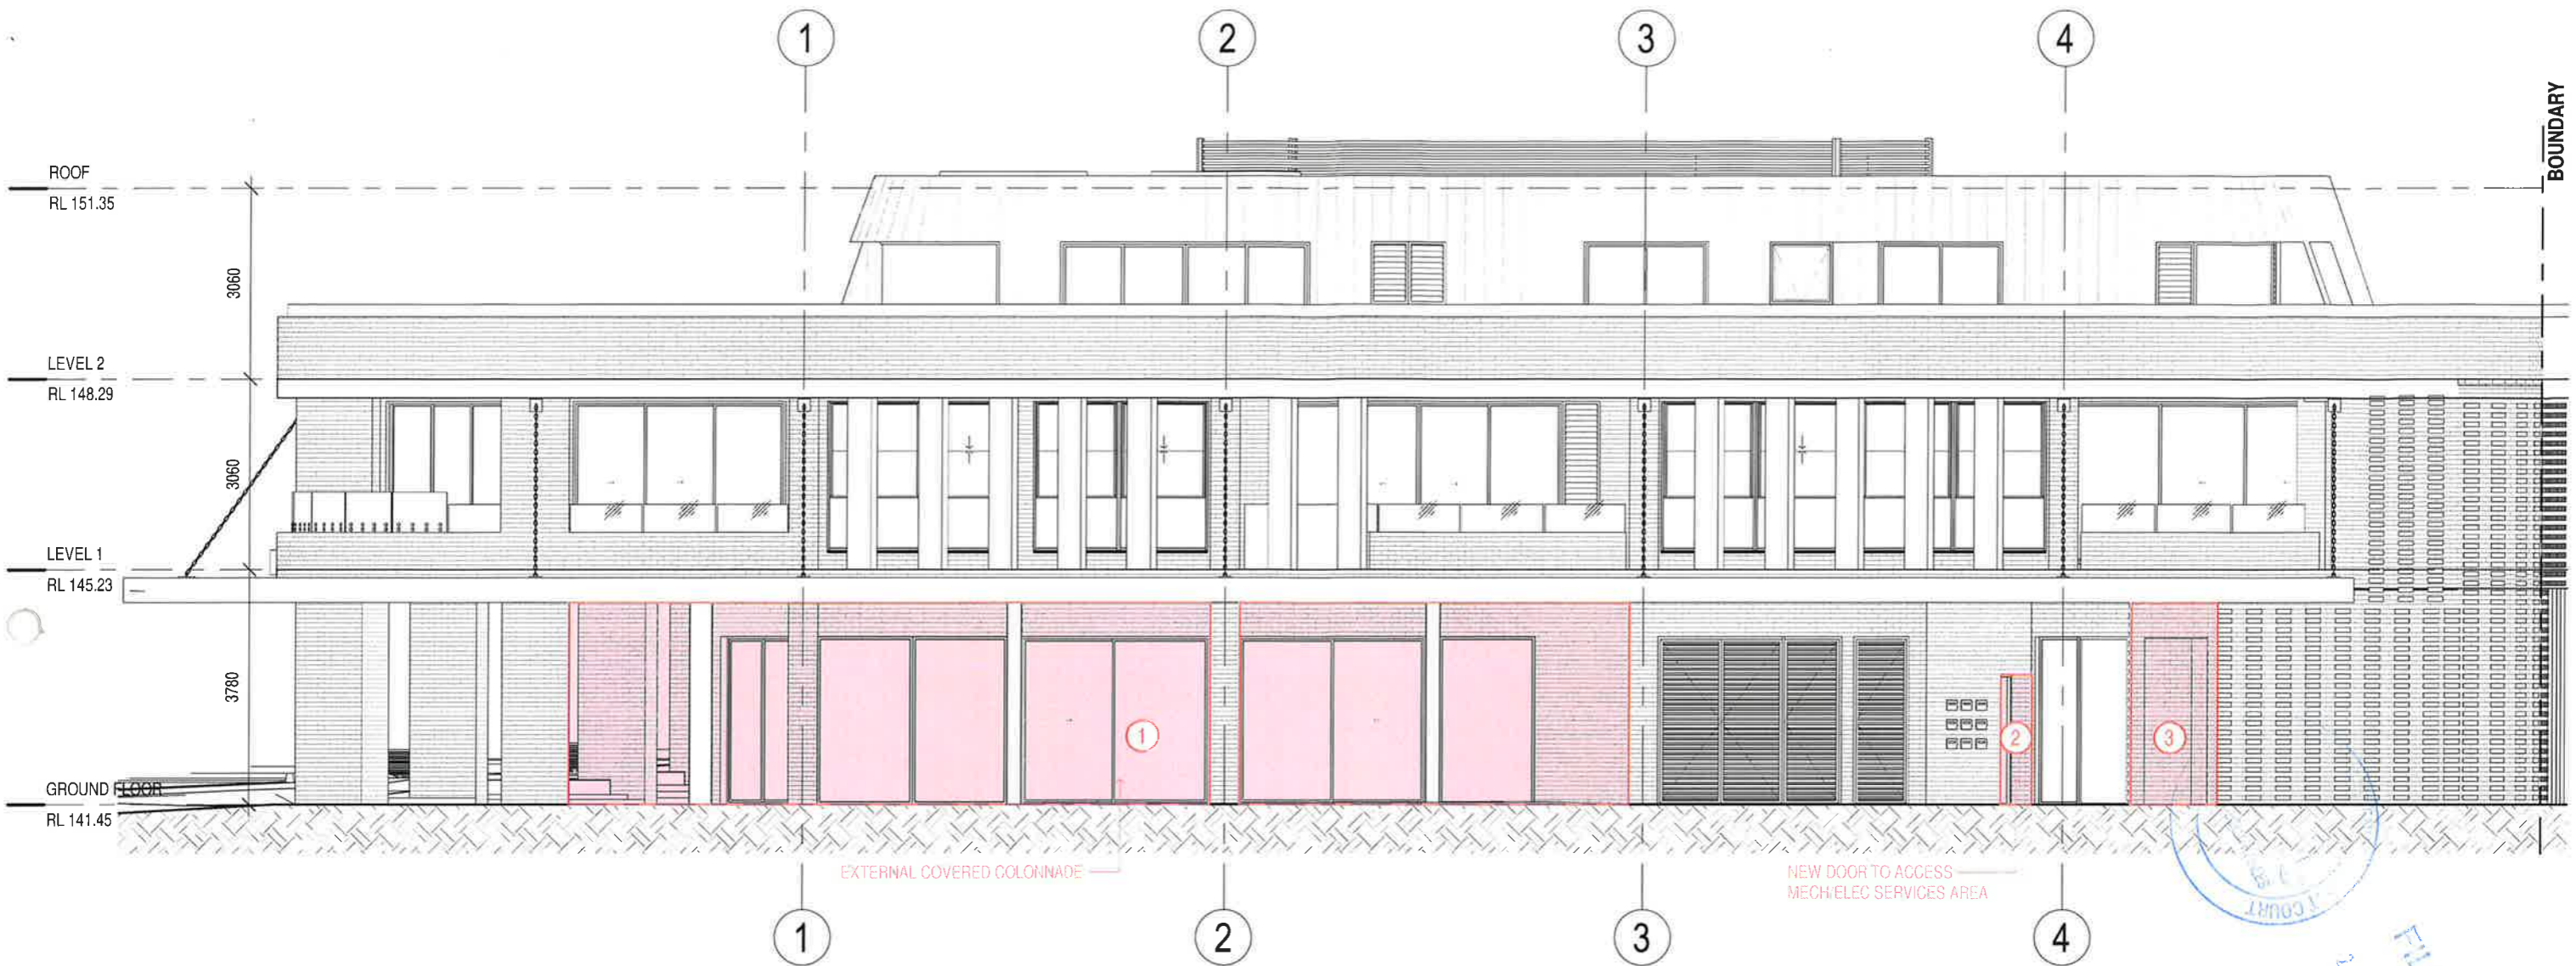 1 2 3 4
BOUNDARY
ROOF
RL 151.35
3060
LEVEL 2
RL 148.29
3060
LEVEL 1
RL 145.23
3780
GROUND FLOOR
RL 141.45
1
2
3
EXTERNAL COVERED COLONNADE
NEW DOOR TO ACCESS
MECH/ELEC SERVICES AREA
COURT
1 2 3 4